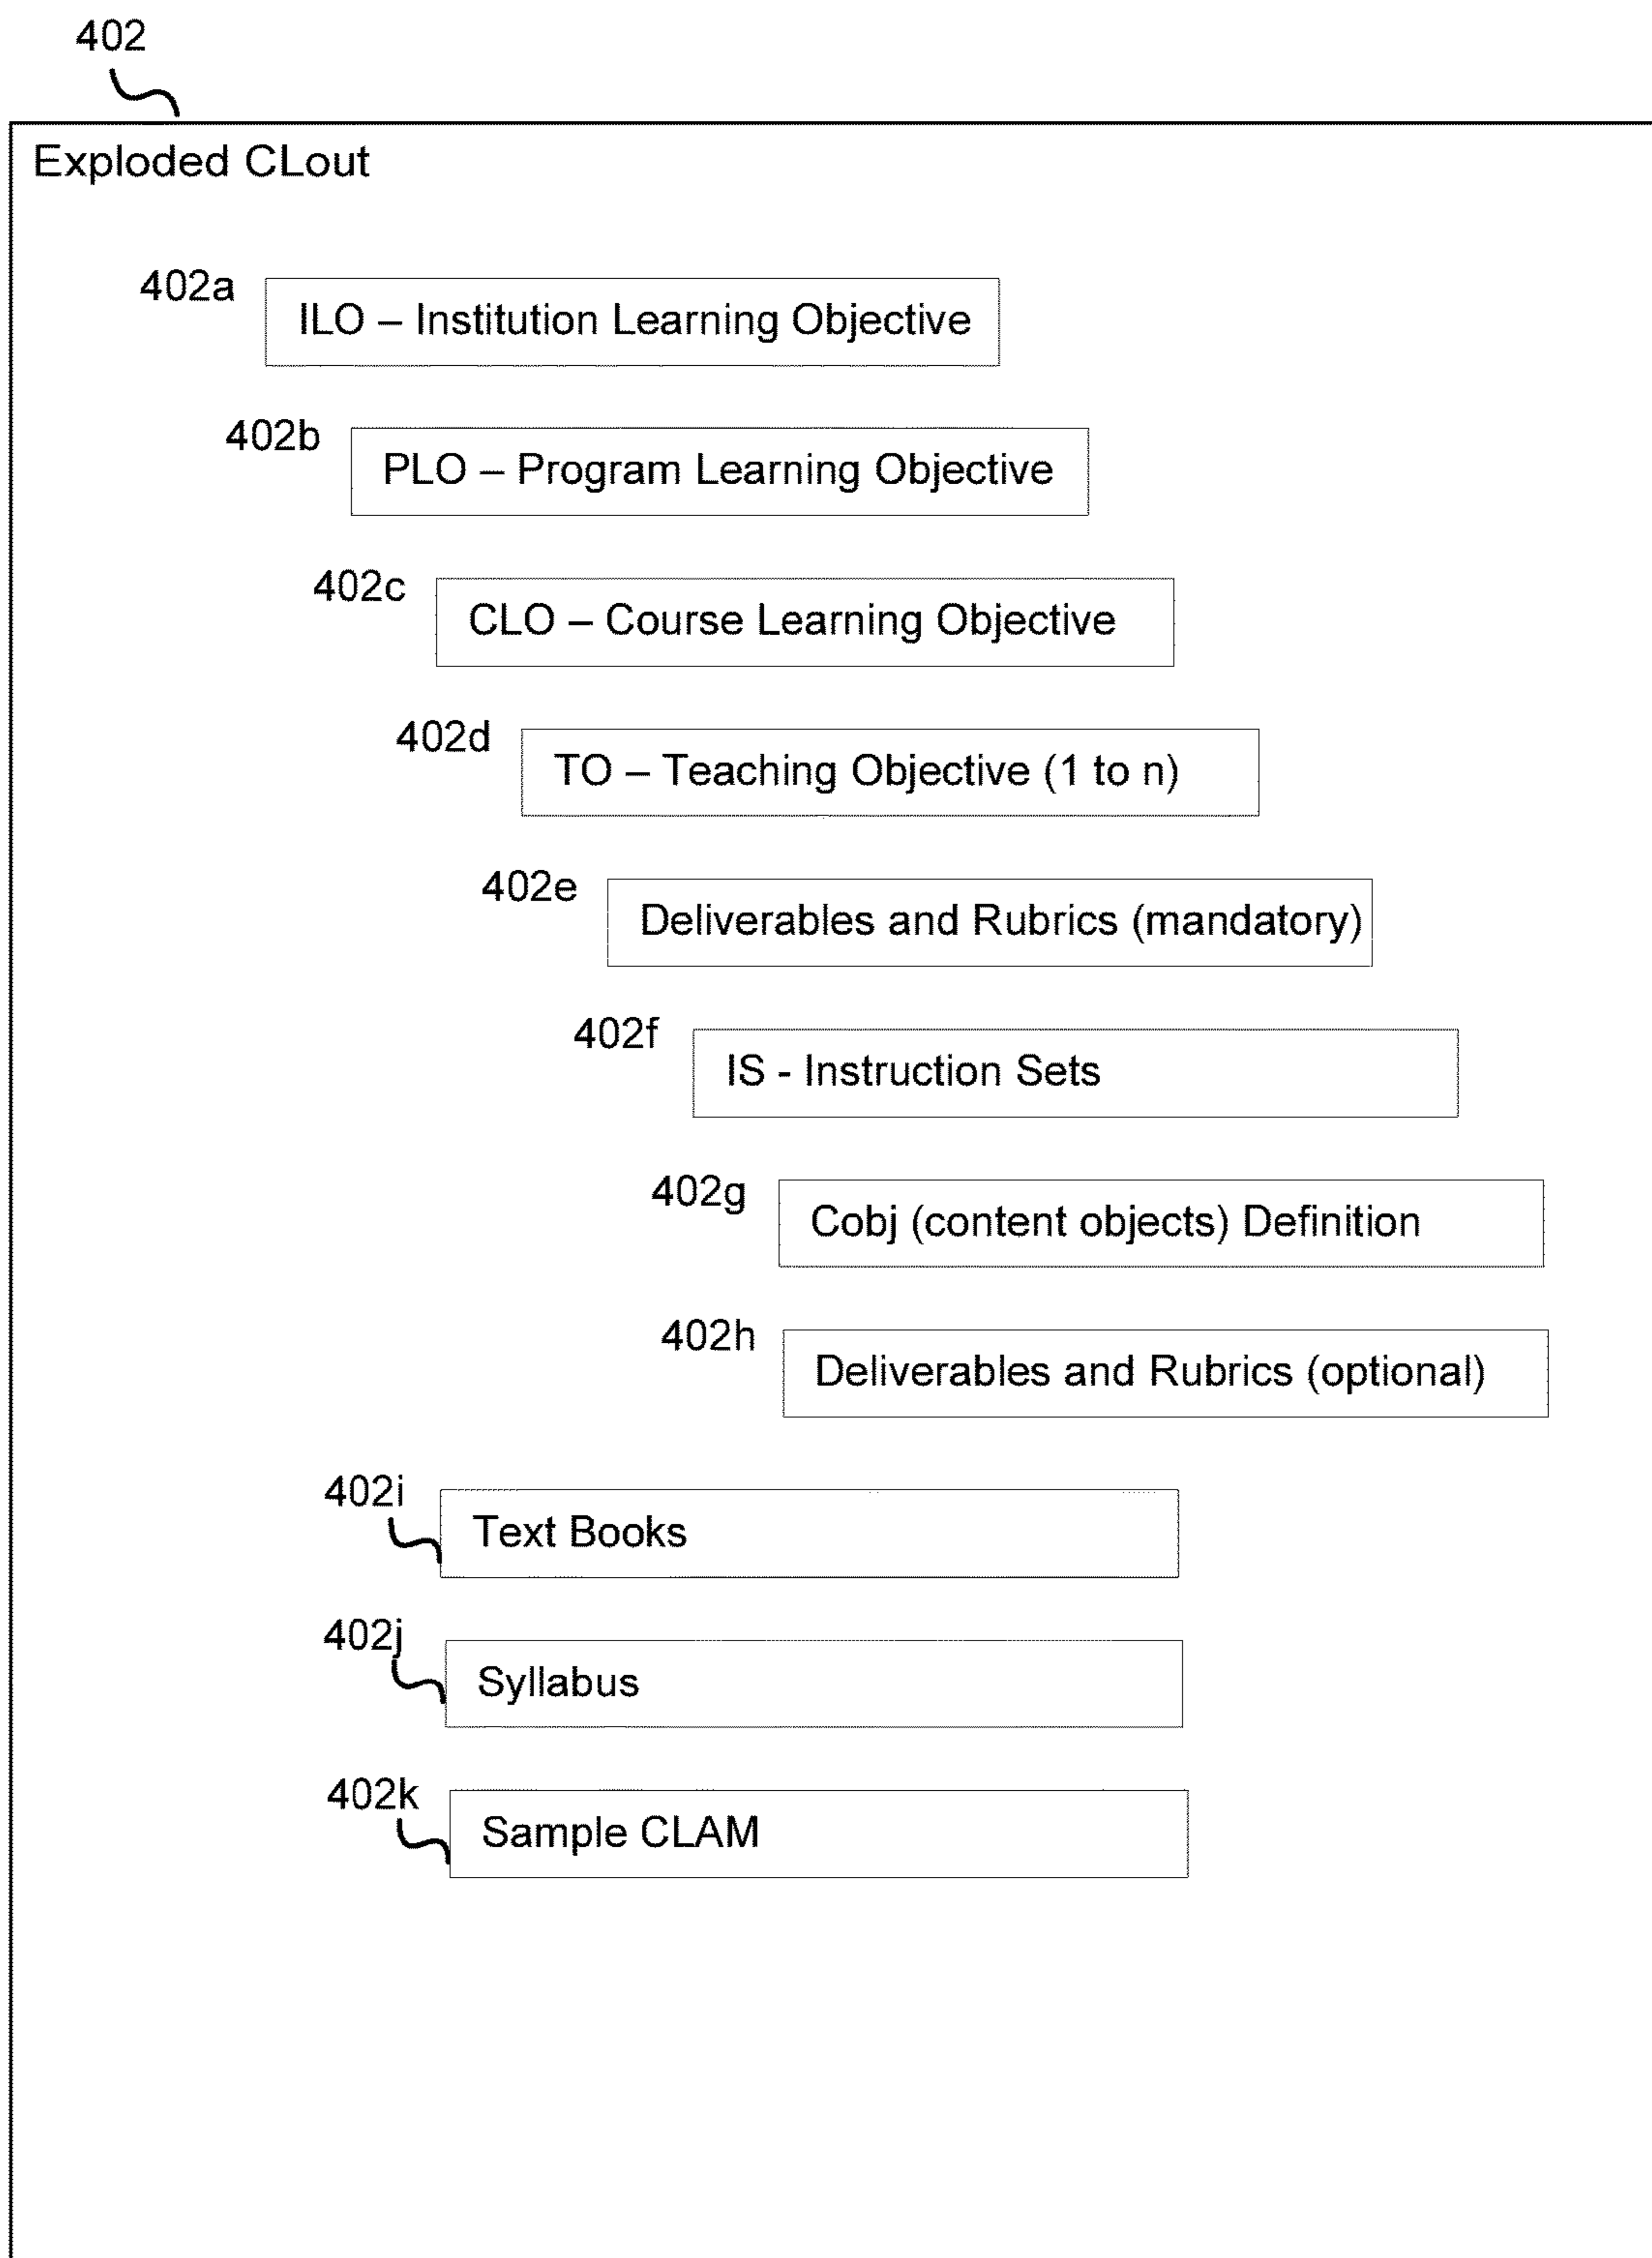 402
Exploded CLout
402a
ILO – Institution Learning Objective
402b
PLO – Program Learning Objective
402c
CLO – Course Learning Objective
402d
TO – Teaching Objective (1 to n)
402e
Deliverables and Rubrics (mandatory)
402f
IS - Instruction Sets
402g
Cobj (content objects) Definition
402h
Deliverables and Rubrics (optional)
402i
Text Books
402j
Syllabus
402k
Sample CLAM